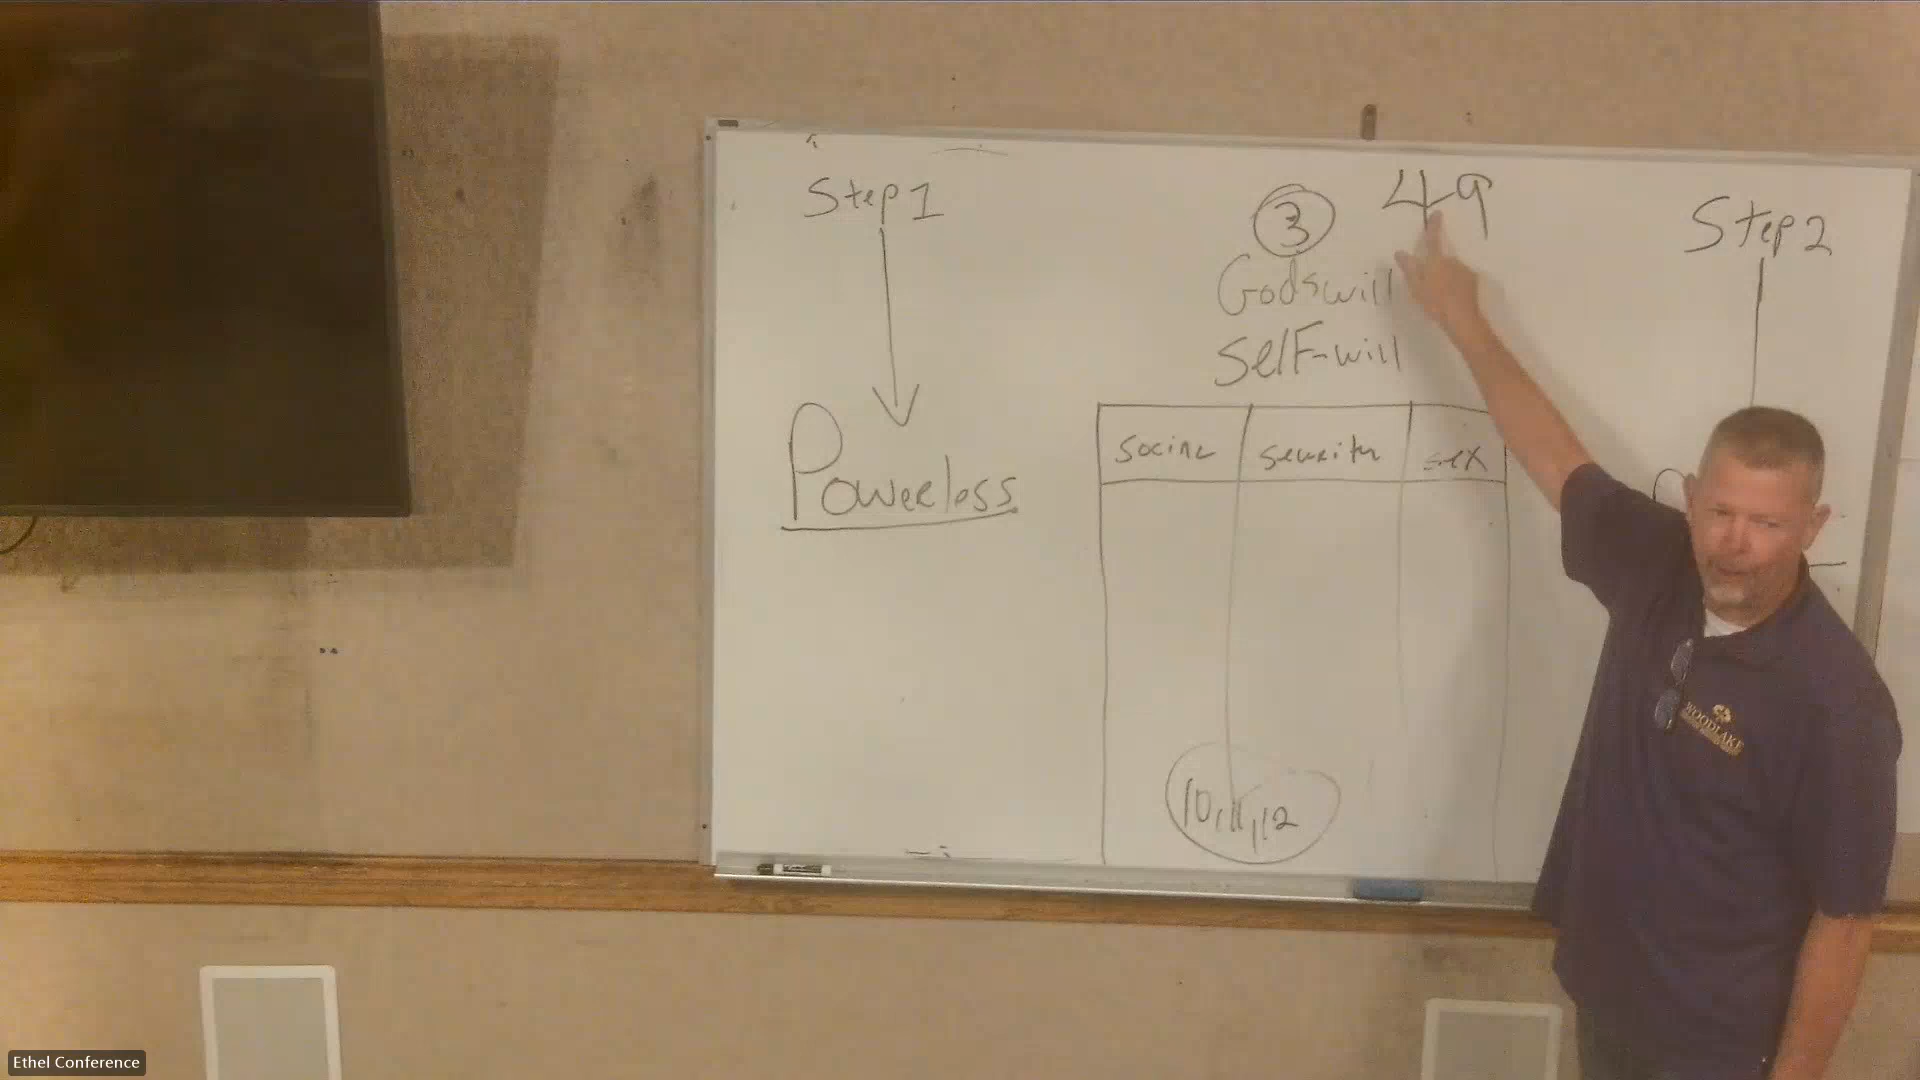 Step 1
③ 49
Step 2
Godswill
Self-will
Powerless
social
security
sex
10, 11, 12
WOODLAKE
Ethel Conference